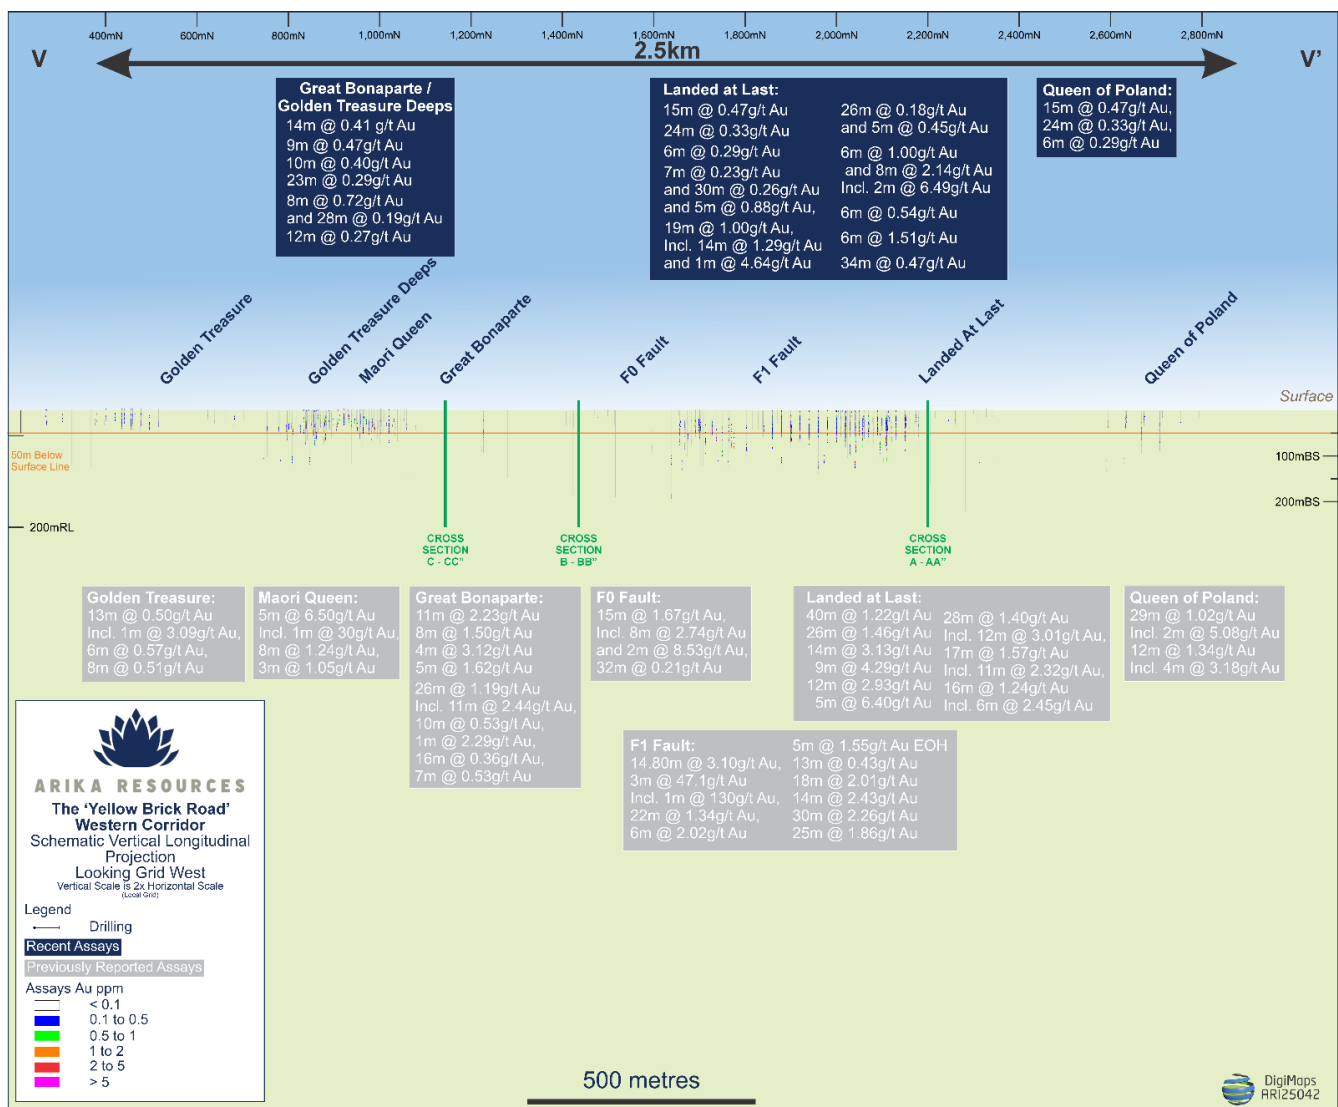 400mN 600mN 800mN 1,000mN 1,200mN 1,400mN 1,600mN 1,800mN 2,000mN 2,200mN 2,400mN 2,600mN 2,800mN
V
2.5km
V'
Great Bonaparte /
Golden Treasure Deeps
14m @ 0.41 g/t Au
9m @ 0.47g/t Au
10m @ 0.40g/t Au
23m @ 0.29g/t Au
8m @ 0.72g/t Au
and 28m @ 0.19g/t Au
12m @ 0.27g/t Au
Landed at Last:
15m @ 0.47g/t Au
24m @ 0.33g/t Au
6m @ 0.29g/t Au
7m @ 0.23g/t Au
and 30m @ 0.26g/t Au
and 5m @ 0.88g/t Au,
19m @ 1.00g/t Au,
Incl. 14m @ 1.29g/t Au
and 1m @ 4.64g/t Au
26m @ 0.18g/t Au
and 5m @ 0.45g/t Au
6m @ 1.00g/t Au
and 8m @ 2.14g/t Au
Incl. 2m @ 6.49g/t Au
6m @ 0.54g/t Au
6m @ 1.51g/t Au
34m @ 0.47g/t Au
Queen of Poland:
15m @ 0.47g/t Au,
24m @ 0.33g/t Au,
6m @ 0.29g/t Au
Golden Treasure
Golden Treasure Deeps
Maori Queen
Great Bonaparte
F0 Fault
F1 Fault
Landed At Last
Queen of Poland
Surface
50m Below
Surface Line
100mBS
200mBS
200mRL
CROSS
SECTION
C - CC"
CROSS
SECTION
B - BB"
CROSS
SECTION
A - AA"
Golden Treasure:
13m @ 0.50g/t Au
Incl. 1m @ 3.09g/t Au,
6m @ 0.57g/t Au,
8m @ 0.51g/t Au
Maori Queen:
5m @ 6.50g/t Au
Incl. 1m @ 30g/t Au,
8m @ 1.24g/t Au
3m @ 1.05g/t Au
Great Bonaparte:
11m @ 2.23g/t Au
8m @ 1.50g/t Au
4m @ 3.12g/t Au
5m @ 1.62g/t Au
26m @ 1.19g/t Au
Incl. 11m @ 2.44g/t Au,
10m @ 0.53g/t Au,
1m @ 2.29g/t Au,
16m @ 0.36g/t Au
7m @ 0.53g/t Au
F0 Fault:
15m @ 1.67g/t Au,
Incl. 8m @ 2.74g/t Au
and 2m @ 8.53g/t Au
32m @ 0.21g/t Au
Landed at Last:
40m @ 1.22g/t Au
26m @ 1.46g/t Au
14m @ 3.13g/t Au
9m @ 4.29g/t Au
12m @ 2.93g/t Au
5m @ 6.40g/t Au
28m @ 1.40g/t Au
Incl. 12m @ 3.01g/t Au,
17m @ 1.57g/t Au
Incl. 11m @ 2.32g/t Au,
16m @ 1.24g/t Au
Incl. 6m @ 2.45g/t Au
Queen of Poland:
29m @ 1.02g/t Au
Incl. 2m @ 5.08g/t Au
12m @ 1.34g/t Au
Incl. 4m @ 3.18g/t Au
F1 Fault:
14.80m @ 3.10g/t Au,
3m @ 47.1g/t Au
Incl. 1m @ 130g/t Au,
22m @ 1.34g/t Au,
6m @ 2.02g/t Au
5m @ 1.55g/t Au EOH
13m @ 0.43g/t Au
18m @ 2.01g/t Au
14m @ 2.43g/t Au
30m @ 2.26g/t Au
25m @ 1.86g/t Au
ARIKA RESOURCES
The 'Yellow Brick Road'
Western Corridor
Schematic Vertical Longitudinal
Projection
Looking Grid West
Vertical Scale is 2x Horizontal Scale
(Local Grid)
Legend
Drilling
Recent Assays
Previously Reported Assays
Assays Au ppm
< 0.1
0.1 to 0.5
0.5 to 1
1 to 2
2 to 5
> 5
500 metres
DigiMaps
ARI25042